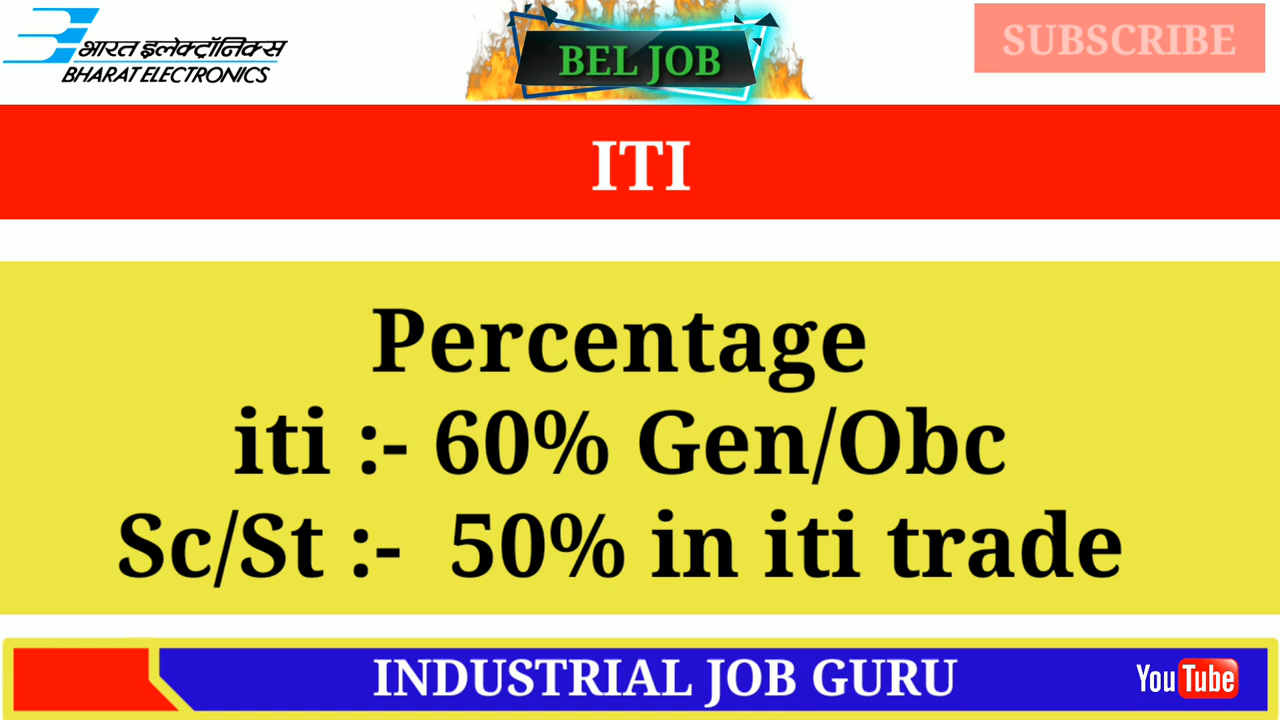 भारत इलेक्ट्रॉनिक्स
BHARAT ELECTRONICS
BEL JOB
SUBSCRIBE
ITI
Percentage
iti :- 60% Gen/Obc
Sc/St :- 50% in iti trade
INDUSTRIAL JOB GURU
YouTube